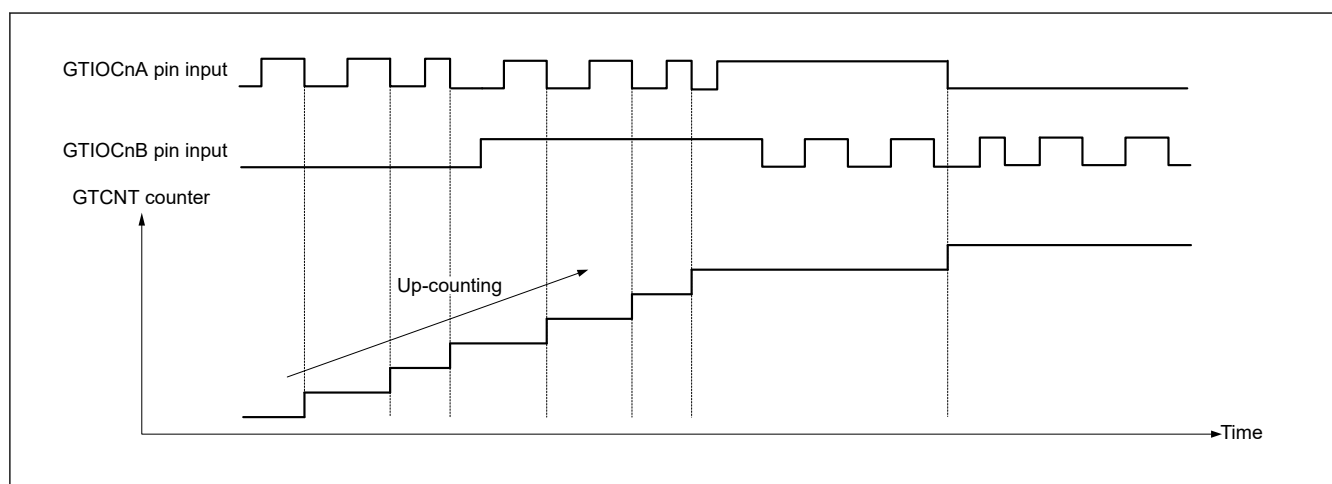 GTIOCnA pin input
GTIOCnB pin input
GTCNT counter
Up-counting
Time